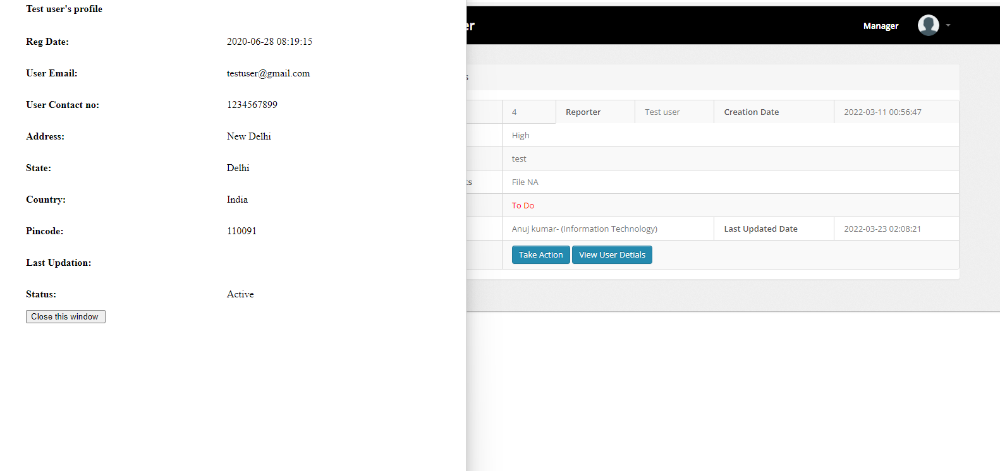 Test user's profile
Reg Date: 2020-06-28 08:19:15
User Email: testuser@gmail.com
User Contact no: 1234567899
Address: New Delhi
State: Delhi
Country: India
Pincode: 110091
Last Updation:
Status: Active
Close this window
er
Manager
s
4 Reporter Test user Creation Date 2022-03-11 00:56:47
High
test
ts File NA
To Do
Anuj kumar- (Information Technology) Last Updated Date 2022-03-23 02:08:21
Take Action View User Detials